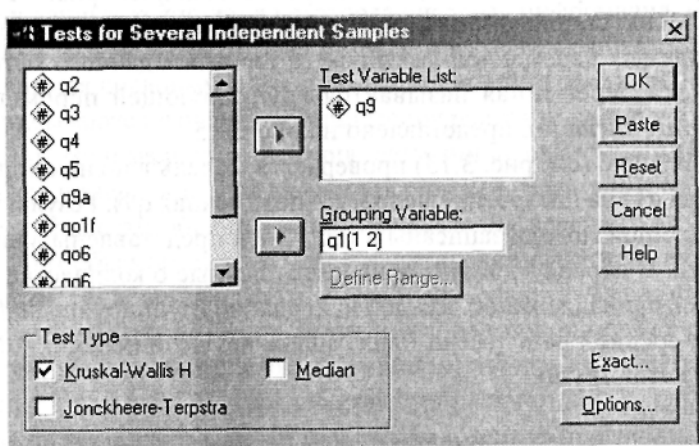 Tests for Several Independent Samples
q2
q3
q4
q5
q9a
qo1f
qo6
Test Variable List:
q9
Grouping Variable:
q1(1 2)
Define Range...
OK
Paste
Reset
Cancel
Help
Test Type
Kruskal-Wallis H
Median
Jonckheere-Terpstra
Exact...
Options...